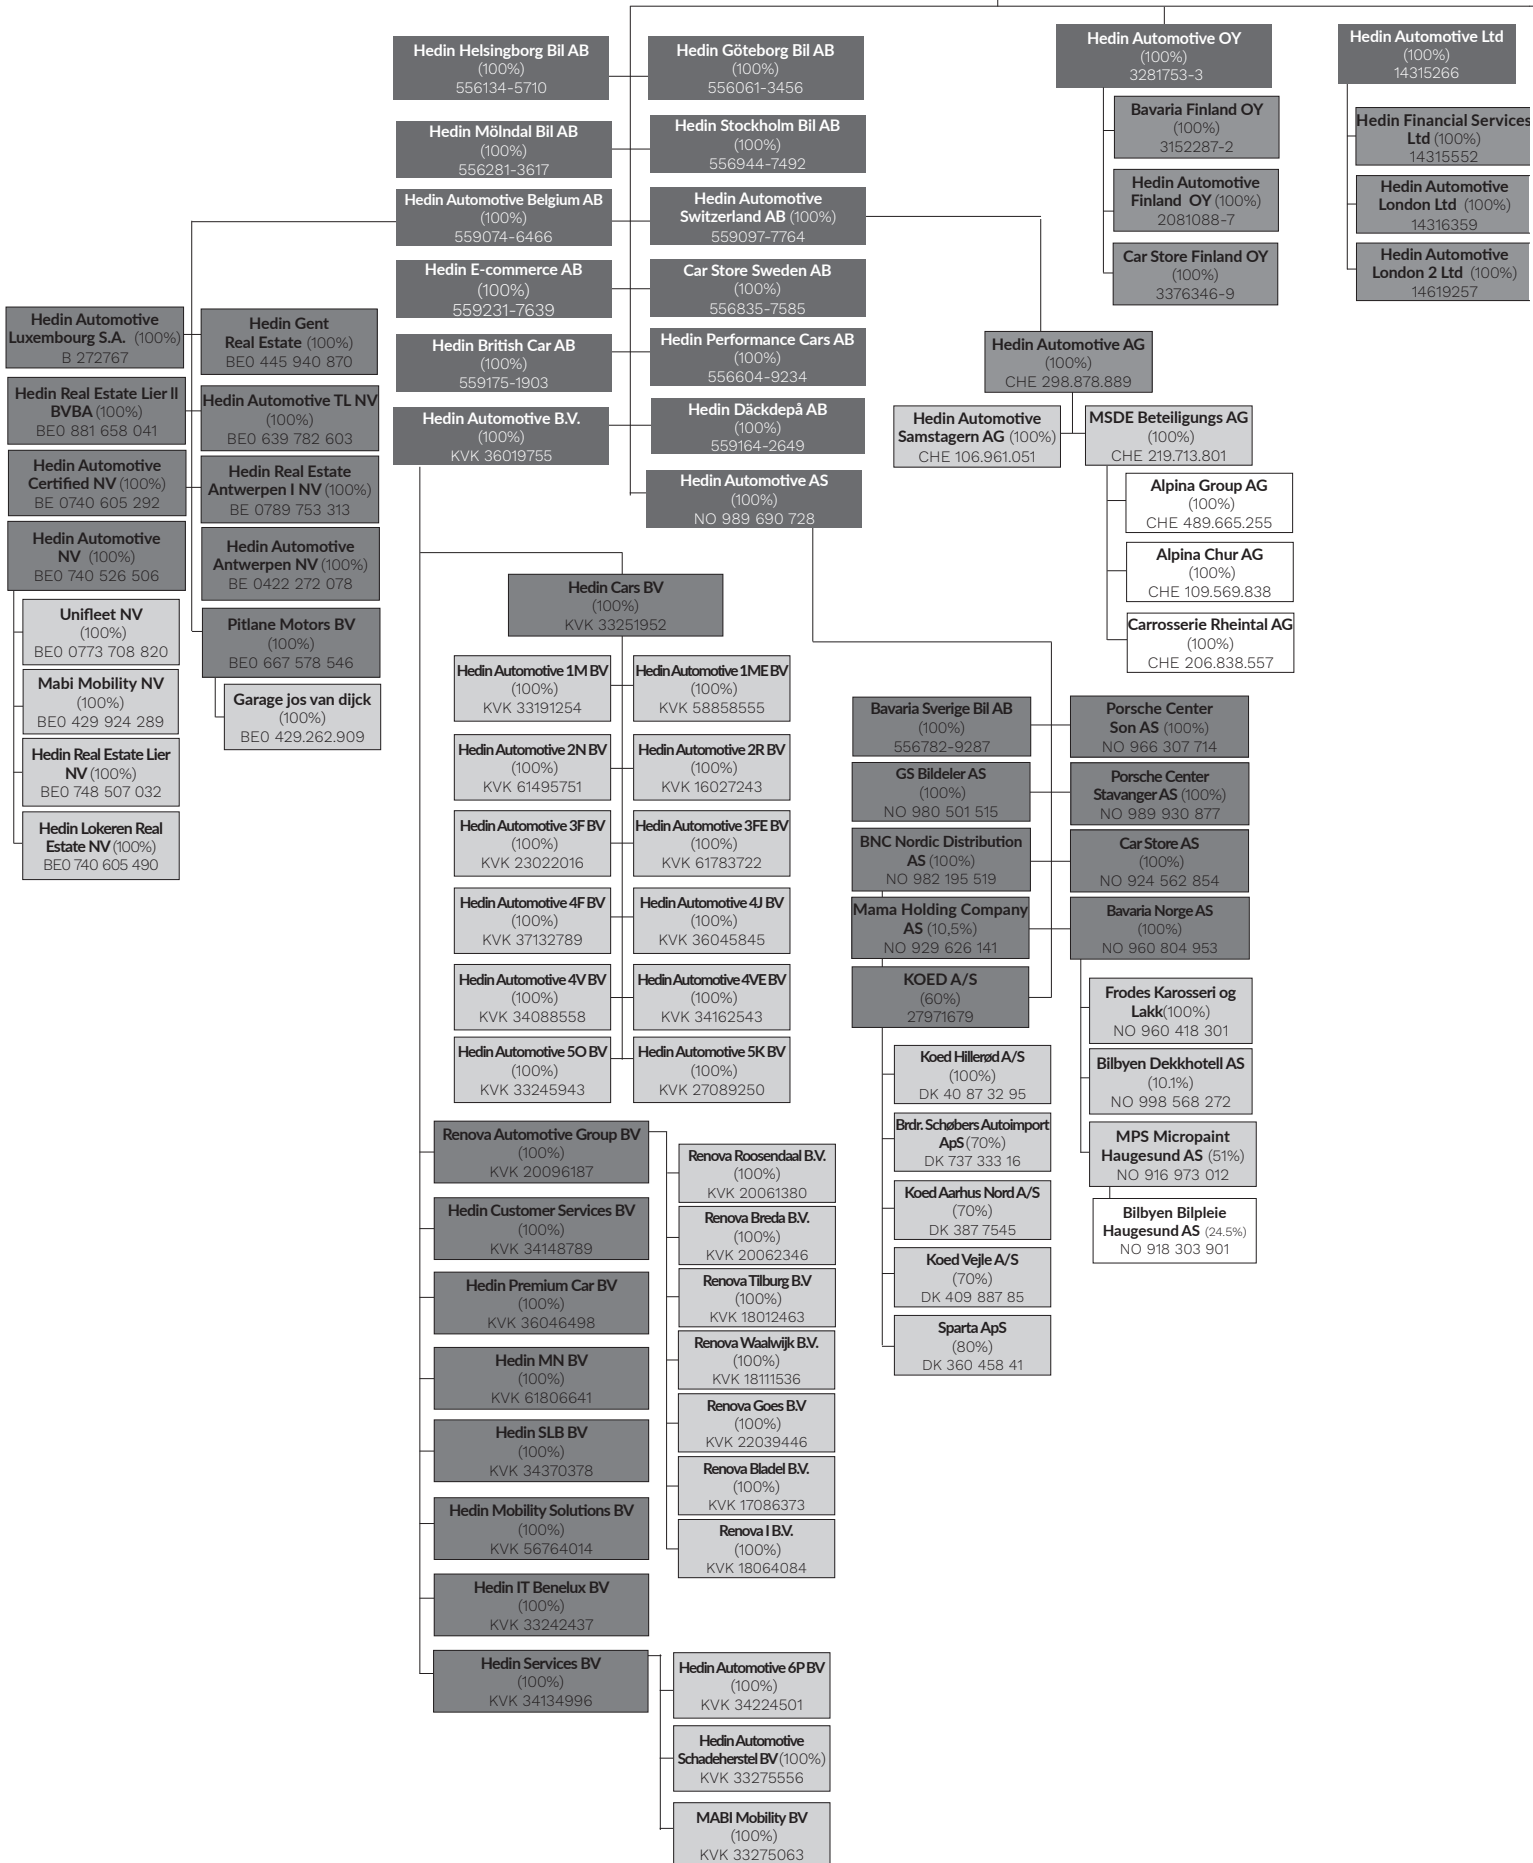 Hedin Helsingborg Bil AB
(100%)
556134-5710
Hedin Göteborg Bil AB
(100%)
556061-3456
Hedin Mölndal Bil AB
(100%)
556281-3617
Hedin Stockholm Bil AB
(100%)
556944-7492
Hedin Automotive Belgium AB
(100%)
559074-6466
Hedin Automotive
Switzerland AB (100%)
559097-7764
Hedin E-commerce AB
(100%)
559231-7639
Car Store Sweden AB
(100%)
556835-7585
Hedin British Car AB
(100%)
559175-1903
Hedin Performance Cars AB
(100%)
556604-9234
Hedin Automotive B.V.
(100%)
KVK 36019755
Hedin Däckdepå AB
(100%)
559164-2649
Hedin Automotive AS
(100%)
NO 989 690 728
Hedin Automotive OY
(100%)
3281753-3
Bavaria Finland OY
(100%)
3152287-2
Hedin Automotive
Finland OY (100%)
2081088-7
Car Store Finland OY
(100%)
3376346-9
Hedin Automotive Ltd
(100%)
14315266
Hedin Financial Services
Ltd (100%)
14315552
Hedin Automotive
London Ltd (100%)
14316359
Hedin Automotive
London 2 Ltd (100%)
14619257
Hedin Automotive
Luxembourg S.A. (100%)
B 272767
Hedin Gent
Real Estate (100%)
BE0 445 940 870
Hedin Real Estate Lier ll
BVBA (100%)
BE0 881 658 041
Hedin Automotive TL NV
(100%)
BE0 639 782 603
Hedin Automotive
Certified NV (100%)
BE 0740 605 292
Hedin Real Estate
Antwerpen I NV (100%)
BE 0789 753 313
Hedin Automotive
NV (100%)
BE0 740 526 506
Hedin Automotive
Antwerpen NV (100%)
BE 0422 272 078
Unifleet NV
(100%)
BE0 0773 708 820
Mabi Mobility NV
(100%)
BE0 429 924 289
Hedin Real Estate Lier
NV (100%)
BE0 748 507 032
Hedin Lokeren Real
Estate NV (100%)
BE0 740 605 490
Pitlane Motors BV
(100%)
BE0 667 578 546
Garage jos van dijck
(100%)
BE0 429.262.909
Hedin Automotive AG
(100%)
CHE 298.878.889
Hedin Automotive
Samstagern AG (100%)
CHE 106.961.051
MSDE Beteiligungs AG
(100%)
CHE 219.713.801
Alpina Group AG
(100%)
CHE 489.665.255
Alpina Chur AG
(100%)
CHE 109.569.838
Carrosserie Rheintal AG
(100%)
CHE 206.838.557
Hedin Cars BV
(100%)
KVK 33251952
Hedin Automotive 1M BV
(100%)
KVK 33191254
Hedin Automotive 1ME BV
(100%)
KVK 58858555
Hedin Automotive 2N BV
(100%)
KVK 61495751
Hedin Automotive 2R BV
(100%)
KVK 16027243
Hedin Automotive 3F BV
(100%)
KVK 23022016
Hedin Automotive 3FE BV
(100%)
KVK 61783722
Hedin Automotive 4F BV
(100%)
KVK 37132789
Hedin Automotive 4J BV
(100%)
KVK 36045845
Hedin Automotive 4V BV
(100%)
KVK 34088558
Hedin Automotive 4VE BV
(100%)
KVK 34162543
Hedin Automotive 5O BV
(100%)
KVK 33245943
Hedin Automotive 5K BV
(100%)
KVK 27089250
Bavaria Sverige Bil AB
(100%)
556782-9287
Porsche Center
Son AS (100%)
NO 966 307 714
GS Bildeler AS
(100%)
NO 980 501 515
Porsche Center
Stavanger AS (100%)
NO 989 930 877
BNC Nordic Distribution
AS (100%)
NO 982 195 519
Car Store AS
(100%)
NO 924 562 854
Mama Holding Company
AS (10,5%)
NO 929 626 141
Bavaria Norge AS
(100%)
NO 960 804 953
KOED A/S
(60%)
27971679
Koed Hillerød A/S
(100%)
DK 40 87 32 95
Brdr. Schøbers Autoimport
ApS (70%)
DK 737 333 16
Koed Aarhus Nord A/S
(70%)
DK 387 7545
Koed Vejle A/S
(70%)
DK 409 887 85
Sparta ApS
(80%)
DK 360 458 41
Frodes Karosseri og
Lakk(100%)
NO 960 418 301
Bilbyen Dekkhotell AS
(10.1%)
NO 998 568 272
MPS Micropaint
Haugesund AS (51%)
NO 916 973 012
Bilbyen Bilpleie
Haugesund AS (24.5%)
NO 918 303 901
Renova Automotive Group BV
(100%)
KVK 20096187
Hedin Customer Services BV
(100%)
KVK 34148789
Hedin Premium Car BV
(100%)
KVK 36046498
Hedin MN BV
(100%)
KVK 61806641
Hedin SLB BV
(100%)
KVK 34370378
Hedin Mobility Solutions BV
(100%)
KVK 56764014
Hedin IT Benelux BV
(100%)
KVK 33242437
Hedin Services BV
(100%)
KVK 34134996
Renova Roosendaal B.V.
(100%)
KVK 20061380
Renova Breda B.V.
(100%)
KVK 20062346
Renova Tilburg B.V
(100%)
KVK 18012463
Renova Waalwijk B.V.
(100%)
KVK 18111536
Renova Goes B.V
(100%)
KVK 22039446
Renova Bladel B.V.
(100%)
KVK 17086373
Renova I B.V.
(100%)
KVK 18064084
Hedin Automotive 6P BV
(100%)
KVK 34224501
Hedin Automotive
Schadeherstel BV (100%)
KVK 33275556
MABI Mobility BV
(100%)
KVK 33275063